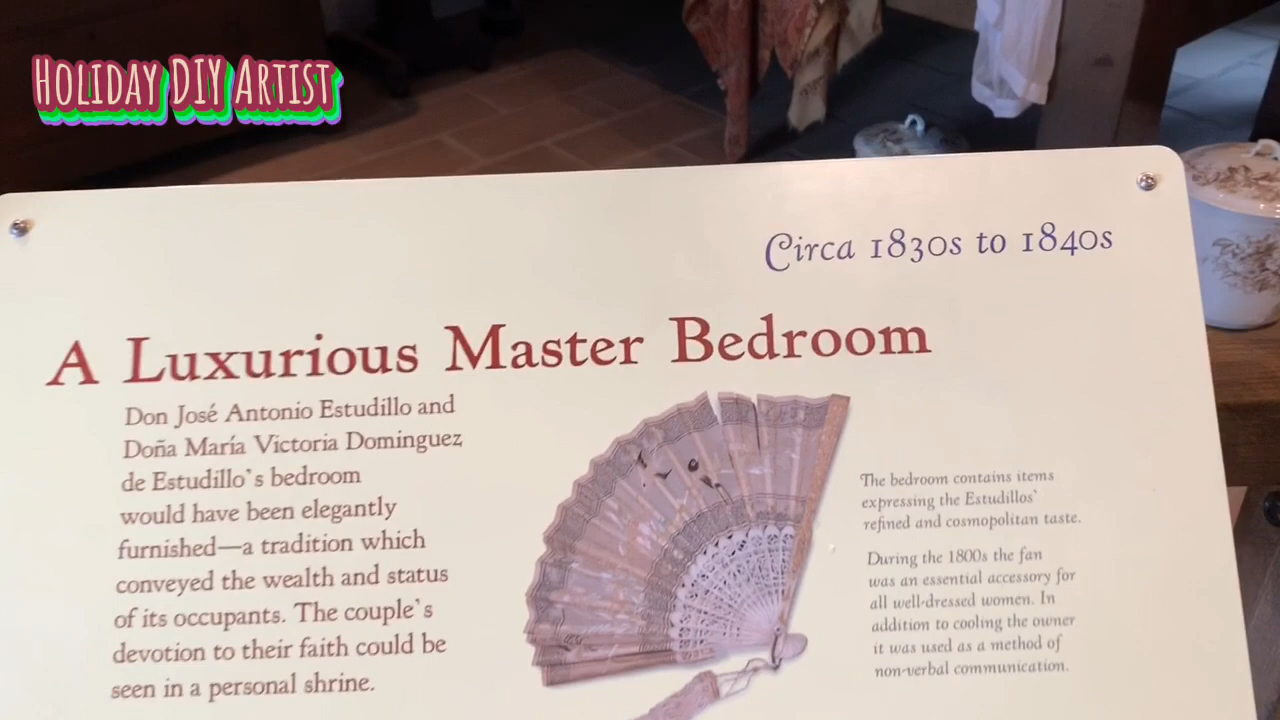 Holiday DIY Artist
Circa 1830s to 1840s
A Luxurious Master Bedroom
Don José Antonio Estudillo and
Doña María Victoria Dominguez
de Estudillo's bedroom
would have been elegantly
furnished—a tradition which
conveyed the wealth and status
of its occupants. The couple's
devotion to their faith could be
seen in a personal shrine.
The bedroom contains items
expressing the Estudillos'
refined and cosmopolitan taste.
During the 1800s the fan
was an essential accessory for
all well-dressed women. In
addition to cooling the owner
it was used as a method of
non-verbal communication.